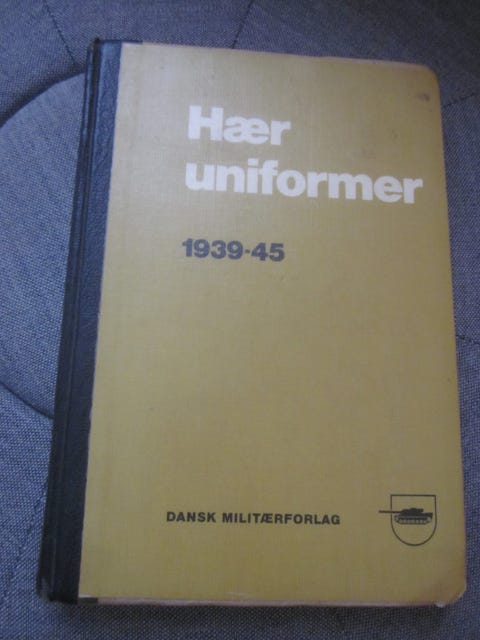 Hær
uniformer
1939-45
DANSK MILITÆRFORLAG